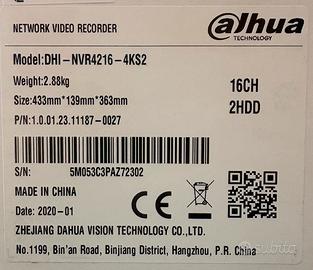 NETWORK VIDEO RECORDER
alhua
TECHNOLOGY
Model:DHI-NVR4216-4KS2
Weight:2.88kg
Size:433mm*139mm*363mm
P/N:1.0.01.23.11187-0027
16CH
2HDD
S/N: 5M053C3PAZ72302
MADE IN CHINA
Date: 2020-01
CE
ZHEJIANG DAHUA VISION TECHNOLOGY CO.,LTD.
No.1199, Bin'an Road, Binjiang District, Hangzhou, P.R. China
subito